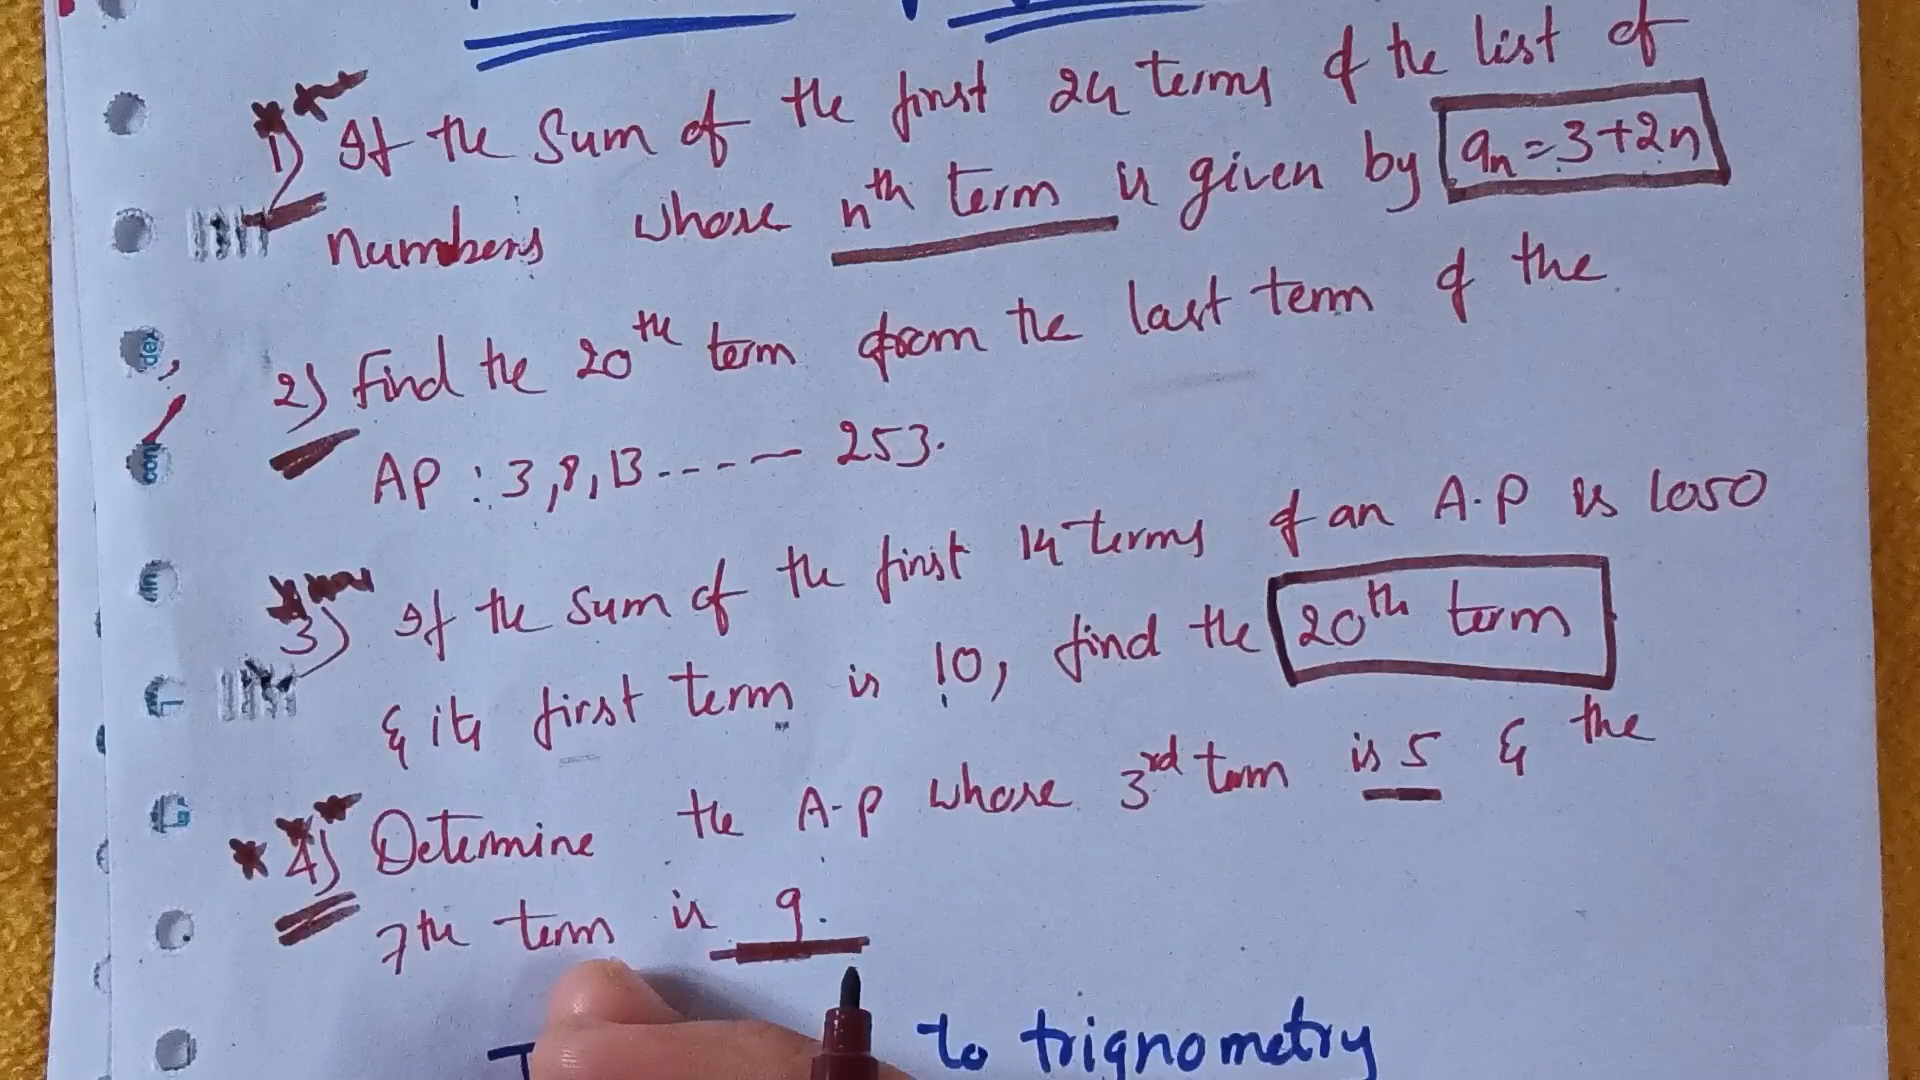 1) If the Sum of the first 24 terms of the list of
numbers whose nth term is given by an = 3+2n
2) Find the 20th term from the last term of the
AP : 3, 8, 13 ----- 253.
3) If the Sum of the first 14 terms of an A.P is 1050
& its first term is 10, find the 20th term
4) Determine the A-P whose 3rd term is 5 & the
7th term is 9.
to trignometry